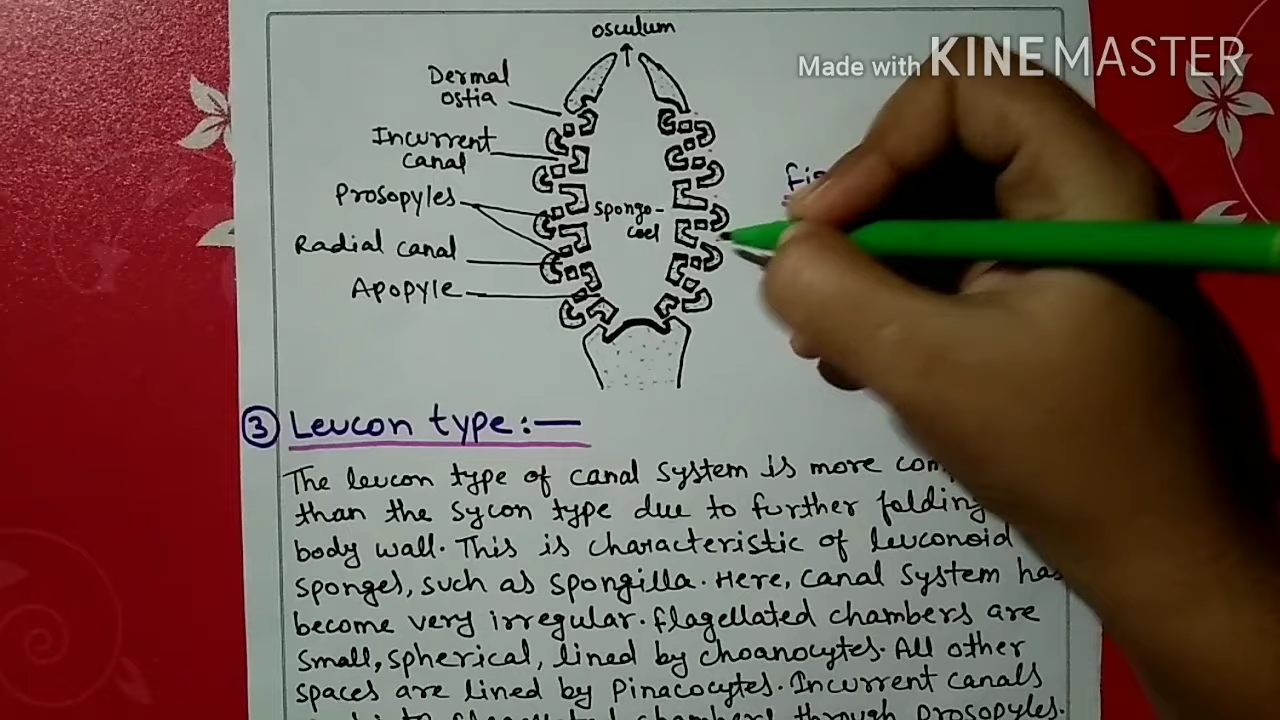 osculum
Made with KINEMASTER
Dermal
ostia
Incurrent
canal
Prosopyles
Spongo-
coel
Radial canal
Apopyle
③ Leucon type:—
The leucon type of canal system is more
than the sycon type due to further folding
body wall. This is characteristic of leuconoid
sponges, such as spongilla. Here, canal system has
become very irregular. flagellated chambers are
small, spherical, lined by choanocytes. All other
spaces are lined by pinacocytes. Incurrent canals
chambers through prosopyles.